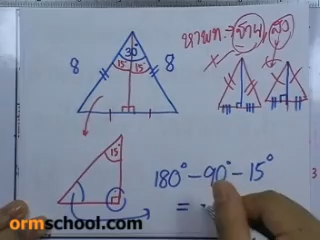 หาพท. → ฐาน, สูง
30°
15° 15°
8 8
15°
180° - 90° - 15°
=
ormschool.com
3